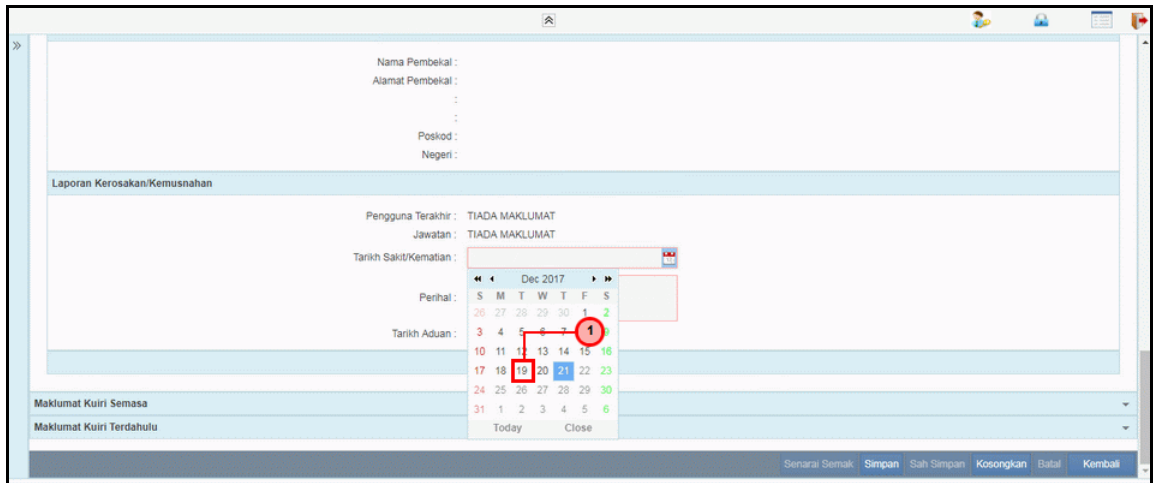 Nama Pembekal :
Alamat Pembekal :
:
:
Poskod :
Negeri :
Laporan Kerosakan/Kemusnahan
Pengguna Terakhir : TIADA MAKLUMAT
Jawatan : TIADA MAKLUMAT
Tarikh Sakit/Kematian :
Perihal :
Tarikh Aduan :
Dec 2017
S M T W T F S
26 27 28 29 30 1 2
3 4 5 6 7 1 9
10 11 12 13 14 15 16
17 18 19 20 21 22 23
24 25 26 27 28 29 30
31 1 2 3 4 5 6
Today Close
Maklumat Kuiri Semasa
Maklumat Kuiri Terdahulu
Senarai Semak Simpan Sah Simpan Kosongkan Batal Kembali